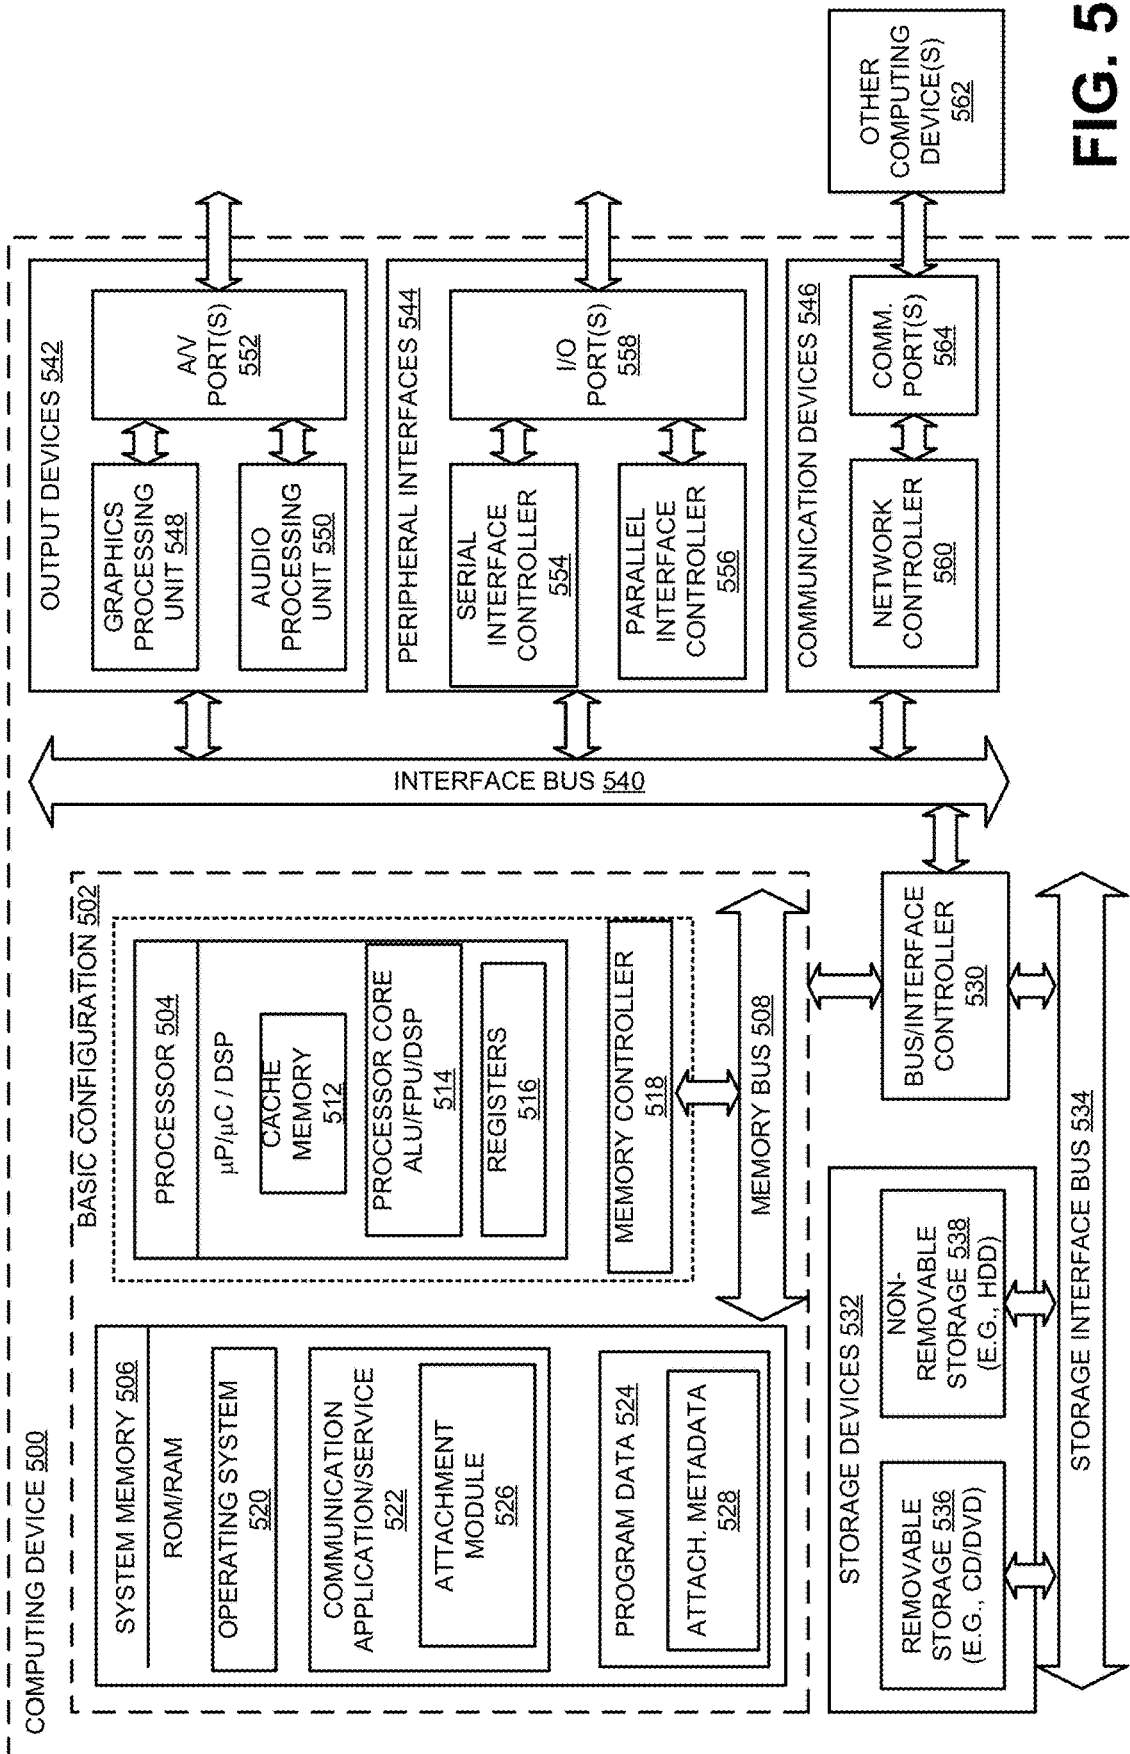 COMPUTING DEVICE 500
BASIC CONFIGURATION 502
SYSTEM MEMORY 506
ROM/RAM
OPERATING SYSTEM
520
COMMUNICATION
APPLICATION/SERVICE
522
ATTACHMENT
MODULE
526
PROGRAM DATA 524
ATTACH. METADATA
528
PROCESSOR 504
µP/µC / DSP
CACHE
MEMORY
512
PROCESSOR CORE
ALU/FPU/DSP
514
REGISTERS
516
MEMORY CONTROLLER
518
MEMORY BUS 508
STORAGE DEVICES 532
REMOVABLE
STORAGE 536
(E.G., CD/DVD)
NON-
REMOVABLE
STORAGE 538
(E.G., HDD)
BUS/INTERFACE
CONTROLLER
530
STORAGE INTERFACE BUS 534
INTERFACE BUS 540
OUTPUT DEVICES 542
GRAPHICS
PROCESSING
UNIT 548
AUDIO
PROCESSING
UNIT 550
A/V
PORT(S)
552
PERIPHERAL INTERFACES 544
SERIAL
INTERFACE
CONTROLLER
554
PARALLEL
INTERFACE
CONTROLLER
556
I/O
PORT(S)
558
COMMUNICATION DEVICES 546
NETWORK
CONTROLLER
560
COMM.
PORT(S)
564
OTHER
COMPUTING
DEVICE(S)
562
FIG. 5